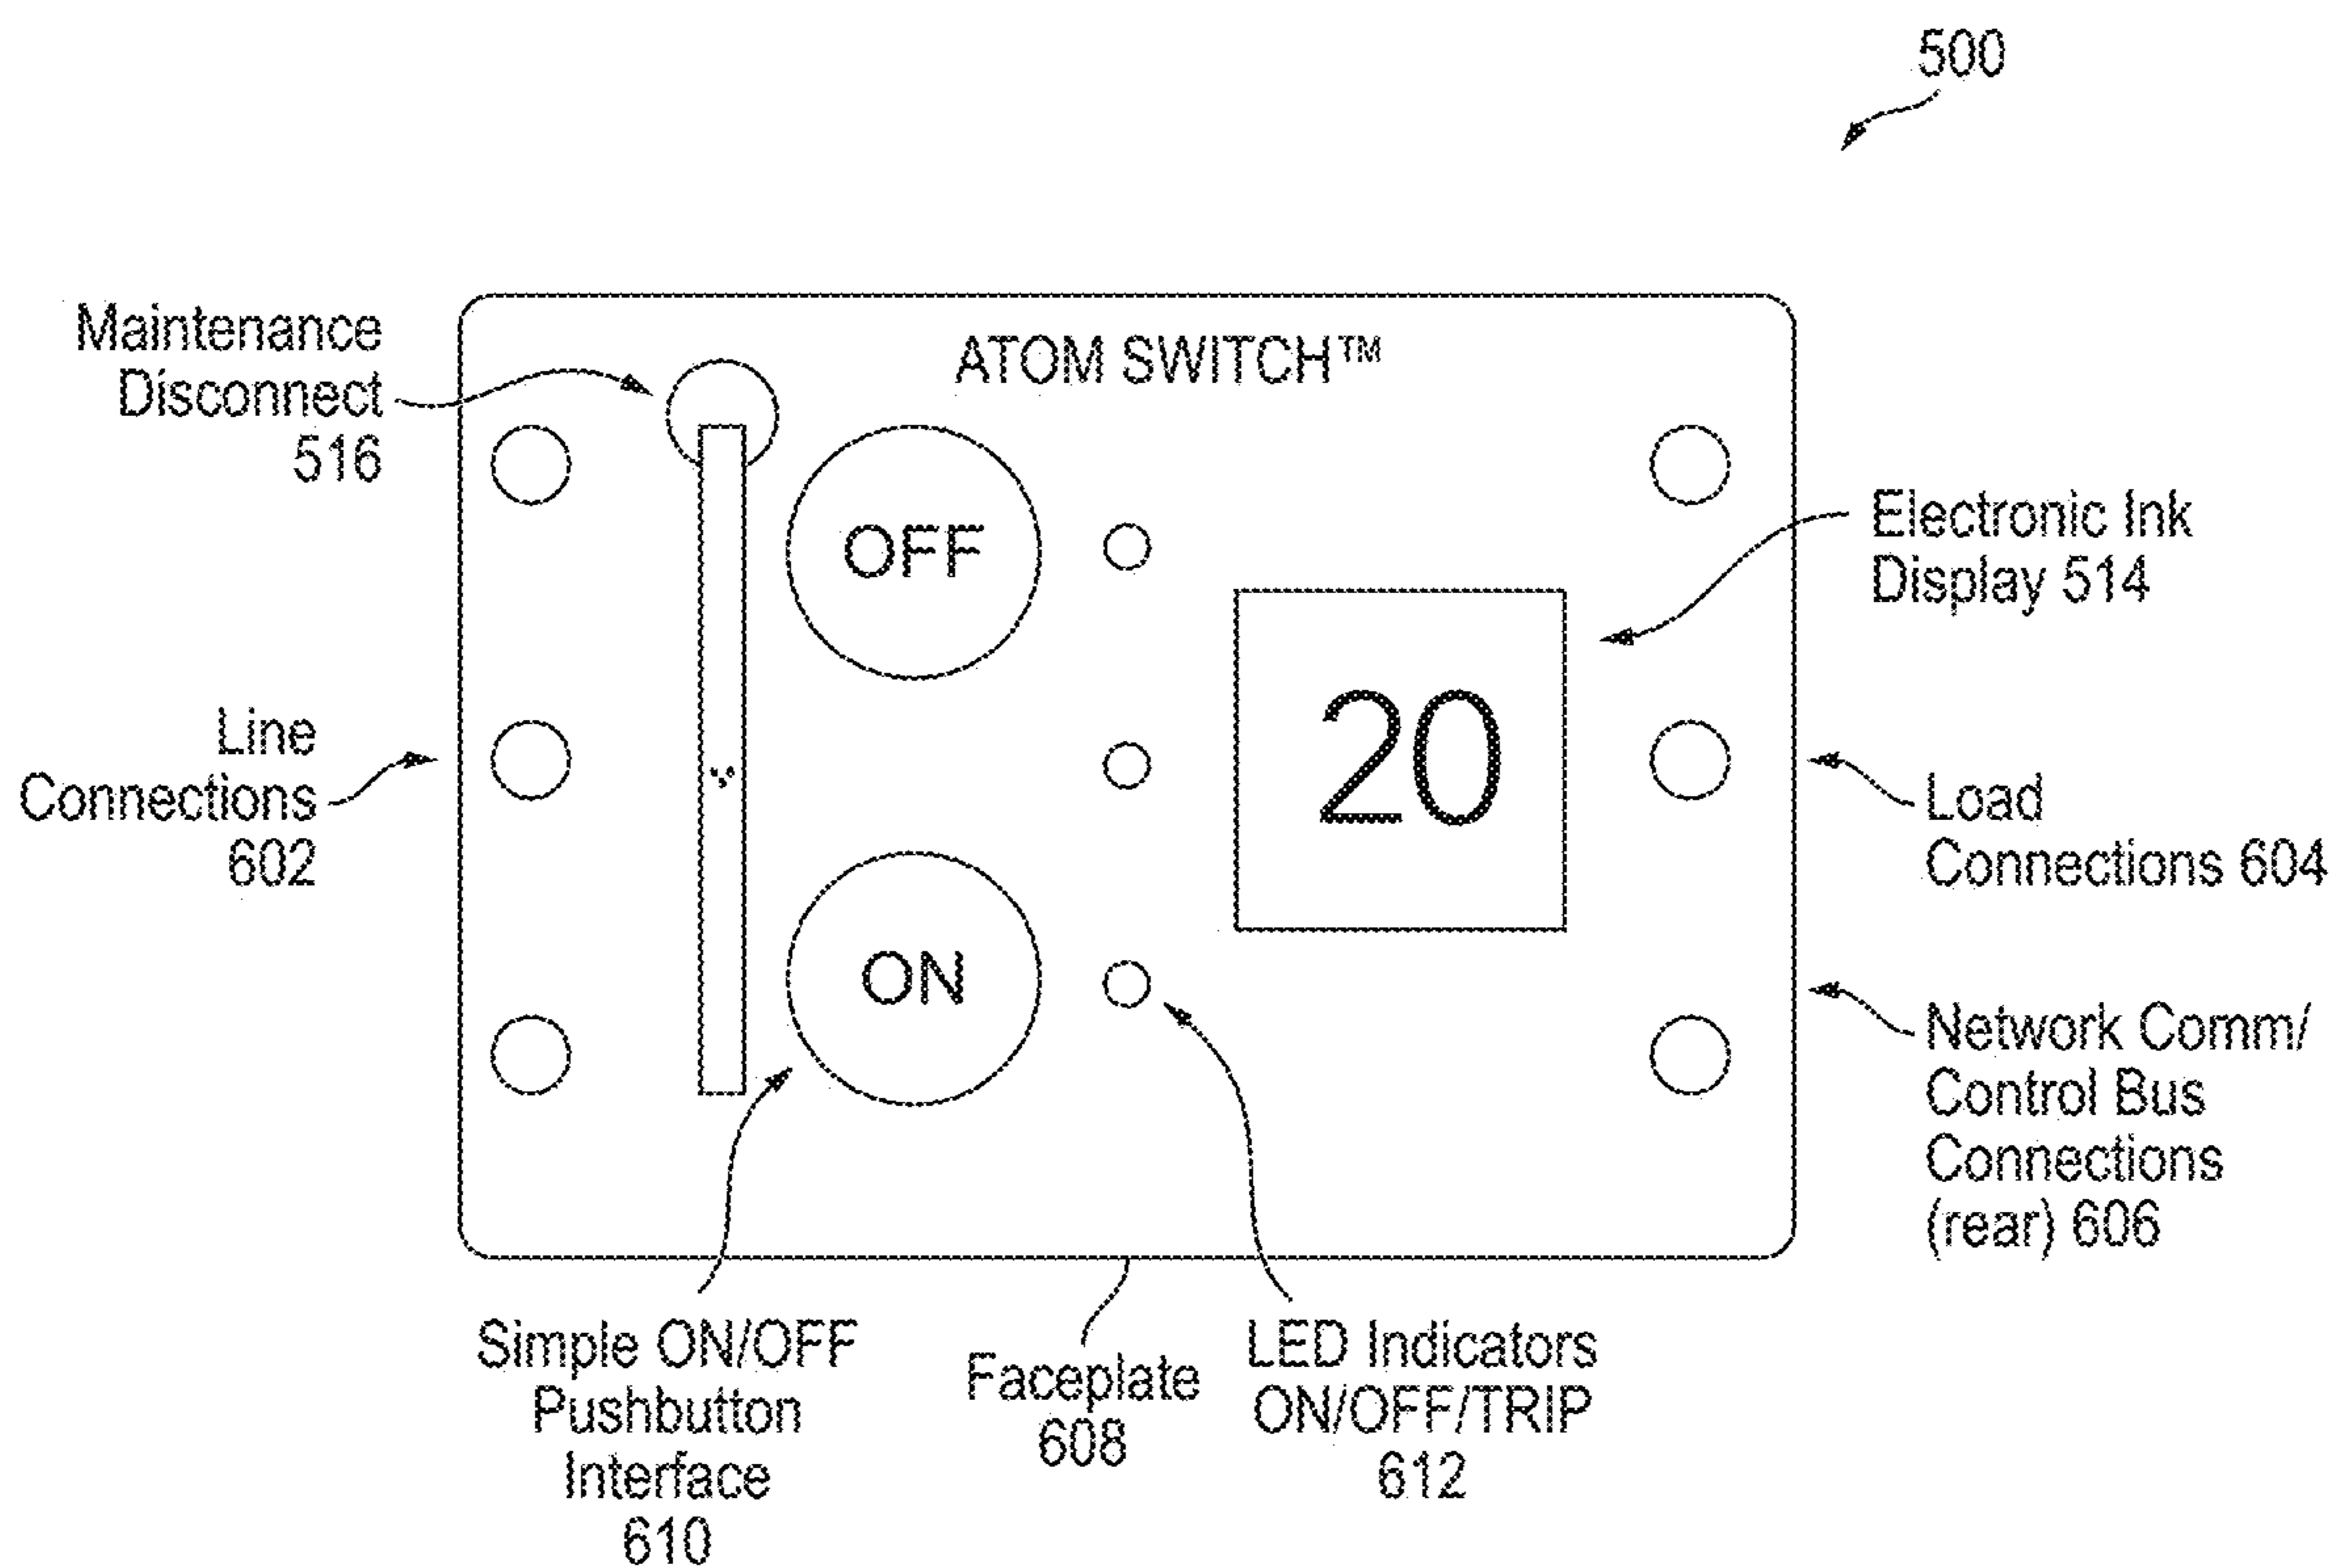 500
Maintenance
Disconnect
516
ATOM SWITCH™
OFF
Electronic Ink
Display 514
20
Line
Connections
602
Load
Connections 604
ON
Network Comm/
Control Bus
Connections
(rear) 606
Simple ON/OFF
Pushbutton
Interface
610
Faceplate
608
LED Indicators
ON/OFF/TRIP
612